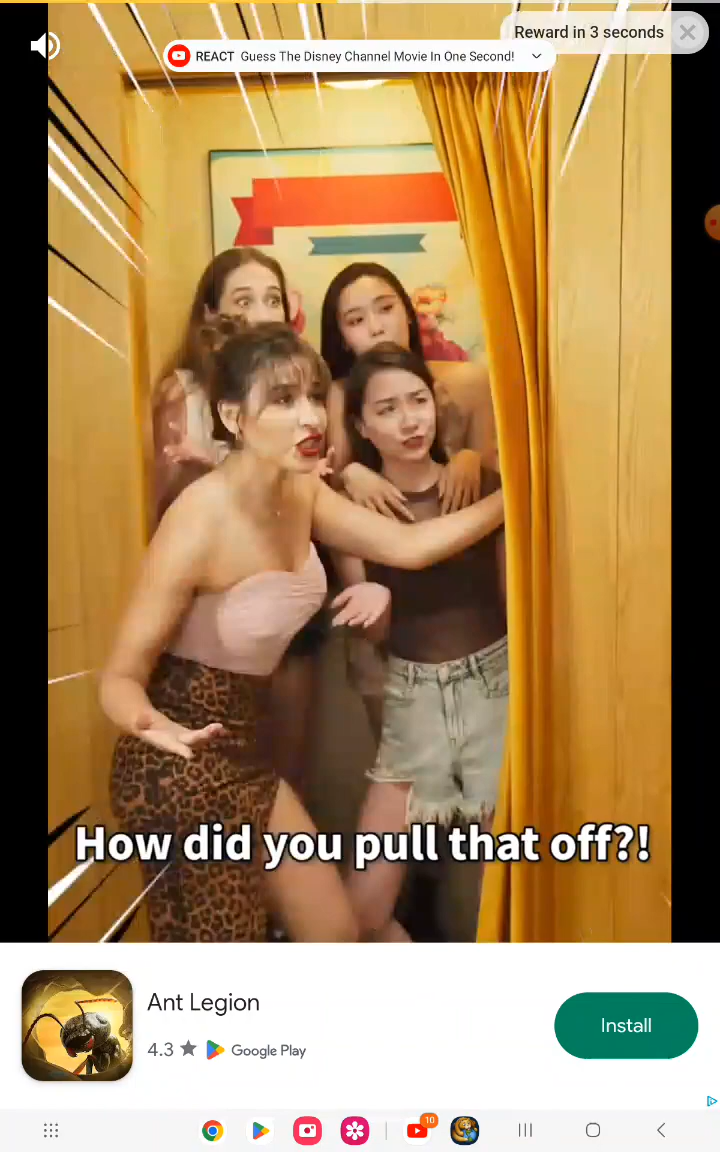 Reward in 3 seconds
REACT Guess The Disney Channel Movie In One Second!
How did you pull that off?!
Ant Legion
4.3 ★ Google Play
Install
10